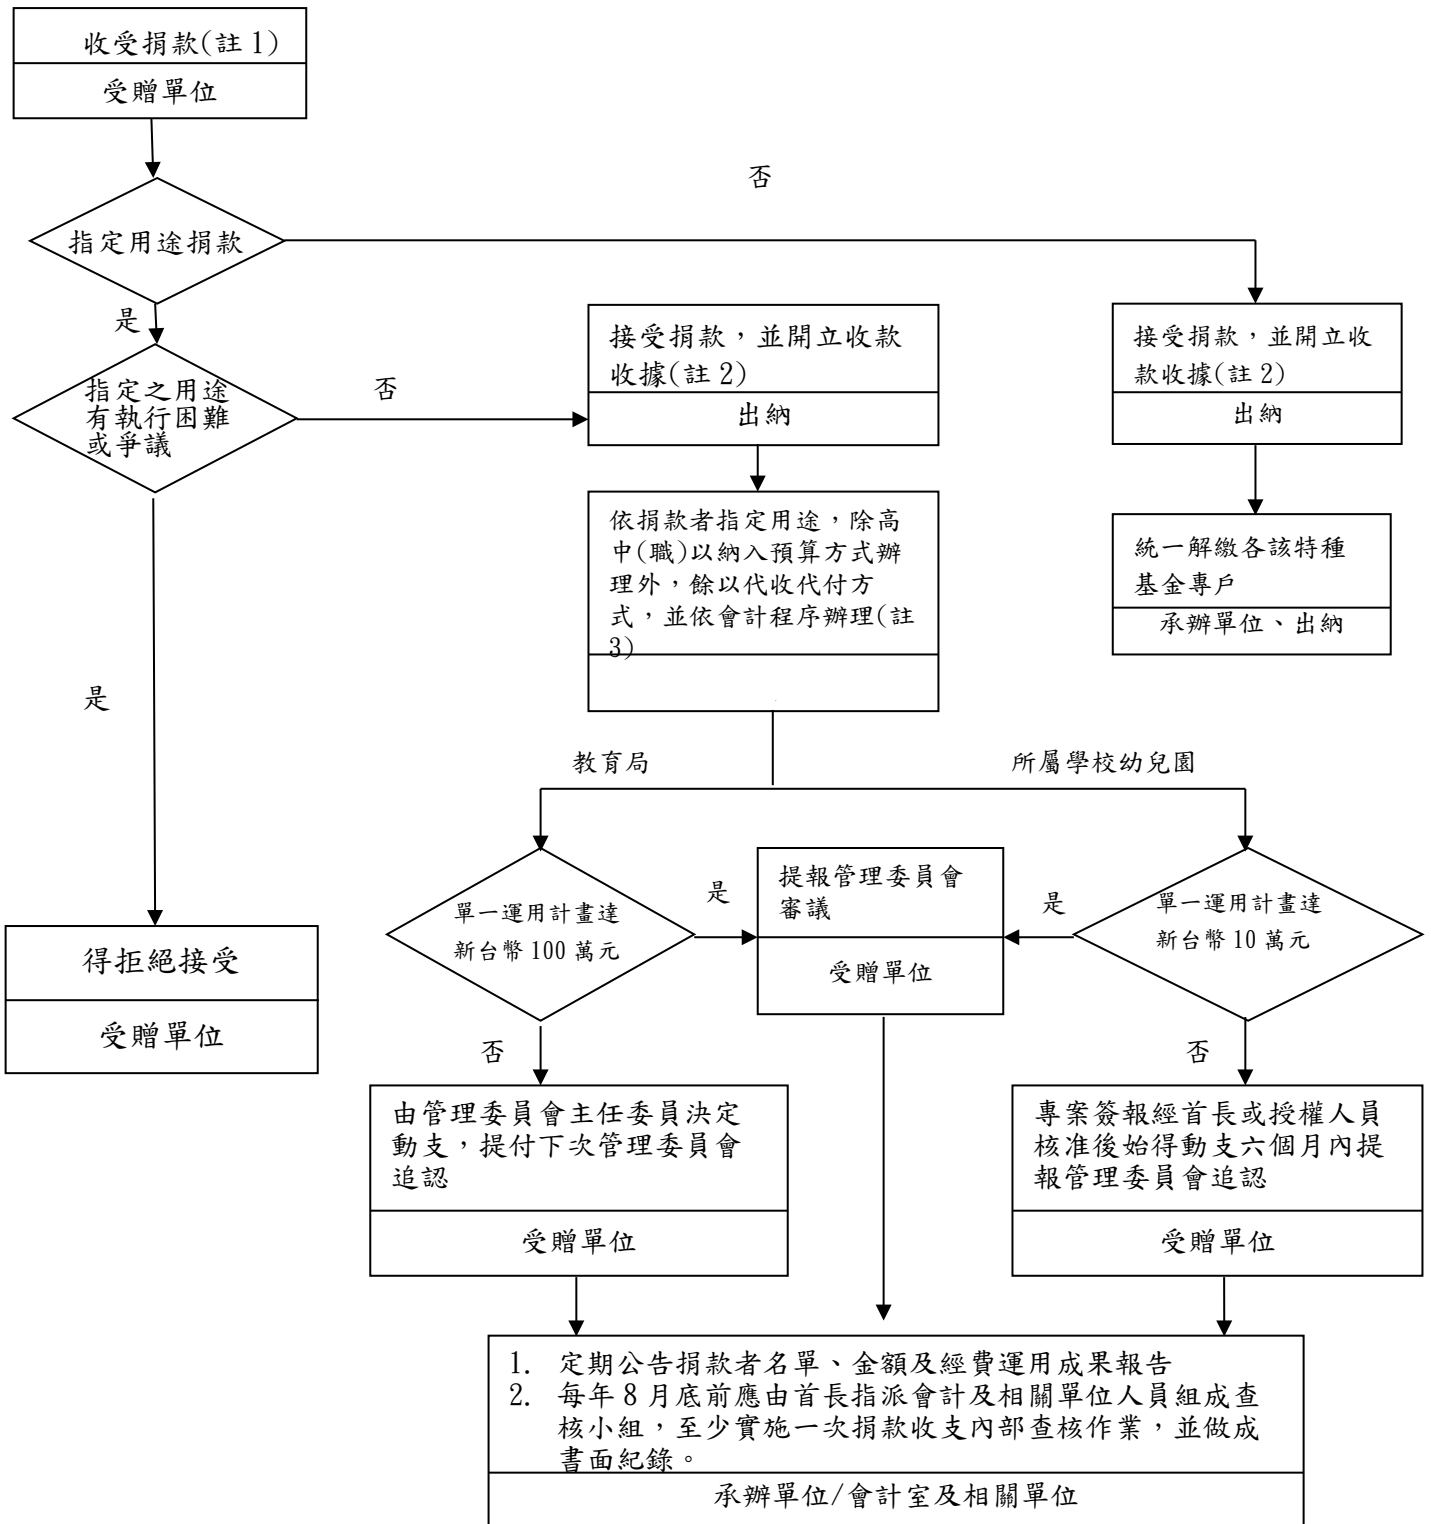 收受捐款(註 1)
受贈單位
否
指定用途捐款
是
指定之用途
有執行困難
或爭議
否
接受捐款，並開立收款
收據(註 2)
出納
接受捐款，並開立收
款收據(註 2)
出納
依捐款者指定用途，除高
中(職)以納入預算方式辦
理外，餘以代收代付方
式，並依會計程序辦理(註
3)
統一解繳各該特種
基金專戶
承辦單位、出納
是
教育局
所屬學校幼兒園
單一運用計畫達
新台幣 100 萬元
是
提報管理委員會
審議
受贈單位
是
單一運用計畫達
新台幣 10 萬元
得拒絕接受
受贈單位
否
否
由管理委員會主任委員決定
動支，提付下次管理委員會
追認
受贈單位
專案簽報經首長或授權人員
核准後始得動支六個月內提
報管理委員會追認
受贈單位
1. 定期公告捐款者名單、金額及經費運用成果報告
2. 每年 8 月底前應由首長指派會計及相關單位人員組成查
核小組，至少實施一次捐款收支內部查核作業，並做成
書面紀錄。
承辦單位/會計室及相關單位